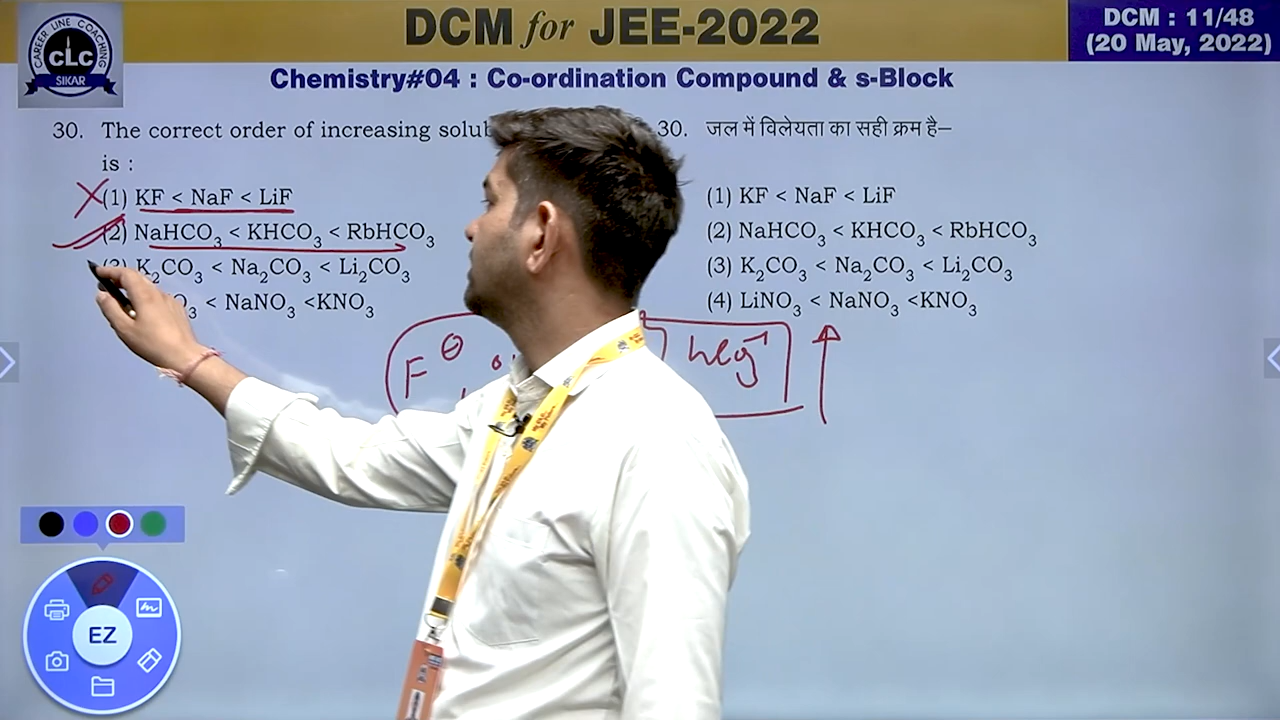 DCM for JEE-2022
DCM : 11/48
(20 May, 2022)
CAREER LINE COACHING
CLC
SIKAR
Chemistry#04 : Co-ordination Compound & s-Block
30. The correct order of increasing
is :
(1) KF < NaF < LiF
(2) NaHCO₃ < KHCO₃ < RbHCO₃
(3) K₂CO₃ < Na₂CO₃ < Li₂CO₃
O₃ < NaNO₃ <KNO₃
30. जल में विलेयता का सही क्रम है–
(1) KF < NaF < LiF
(2) NaHCO₃ < KHCO₃ < RbHCO₃
(3) K₂CO₃ < Na₂CO₃ < Li₂CO₃
(4) LiNO₃ < NaNO₃ <KNO₃
F⊖
EZ